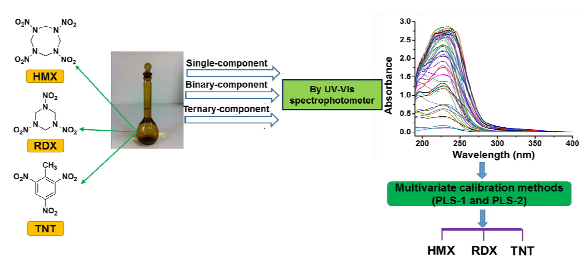 O₂N
NO₂
O₂N
NO₂
HMX
NO₂
O₂N
NO₂
RDX
CH₃
O₂N
NO₂
NO₂
TNT
Single-component
Binary-component
Ternary-component
By UV-Vis
spectrophotometer
Absorbance
3.0
2.5
2.0
1.5
1.0
0.5
0.0
200
250
300
350
400
Wavelength (nm)
Multivariate calibration methods
(PLS-1 and PLS-2)
HMX RDX TNT